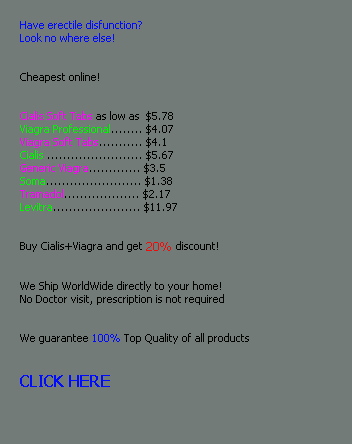 Have erectile disfunction?
Look no where else!
Cheapest online!
Cialis Soft Tabs as low as $5.78
Viagra Professional........ $4.07
Viagra Soft Tabs........... $4.1
Cialis ........................ $5.67
Generic Viagra............. $3.5
Soma........................ $1.38
Tramadol................... $2.17
Levitra...................... $11.97
Buy Cialis+Viagra and get 20% discount!
We Ship WorldWide directly to your home!
No Doctor visit, prescription is not required
We guarantee 100% Top Quality of all products
CLICK HERE